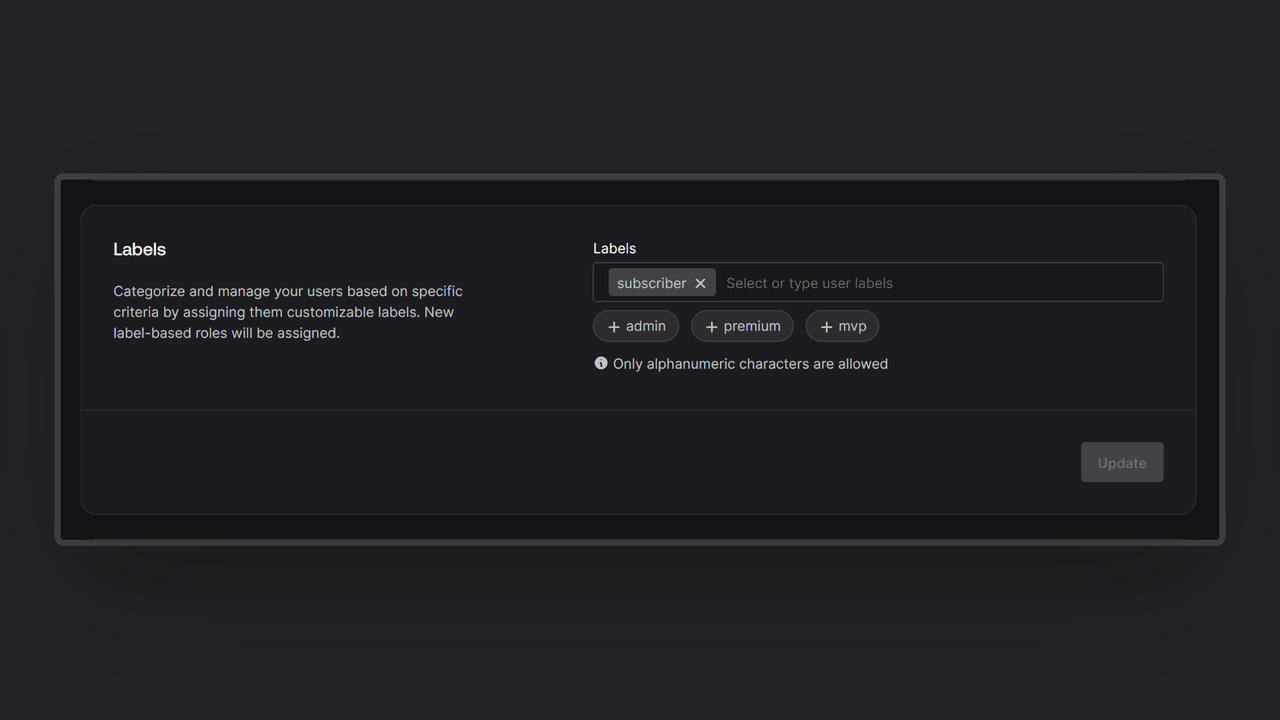 Labels
Categorize and manage your users based on specific
criteria by assigning them customizable labels. New
label-based roles will be assigned.
Labels
subscriber Select or type user labels
admin premium mvp
Only alphanumeric characters are allowed
Update